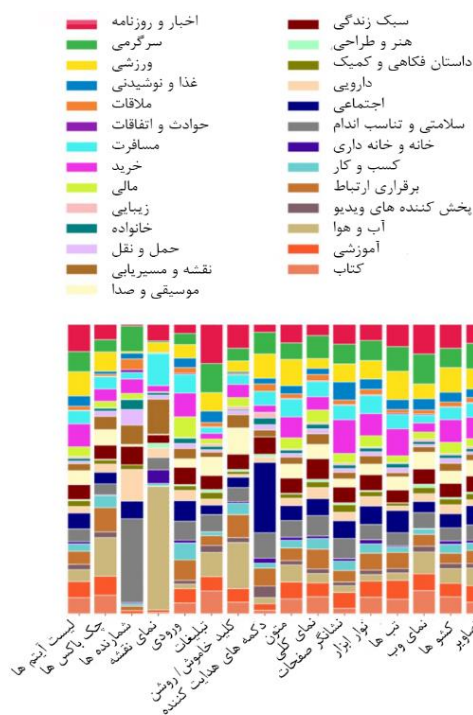 اخبار و روزنامه
سرگرمی
ورزشی
غذا و نوشیدنی
ملاقات
حوادث و اتفاقات
مسافرت
خرید
مالی
زیبایی
خانواده
حمل و نقل
نقشه و مسیریابی
موسیقی و صدا
سبک زندگی
هنر و طراحی
داستان فکاهی و کمیک
دارویی
اجتماعی
سلامتی و تناسب اندام
خانه و خانه داری
کسب و کار
برقراری ارتباط
پخش کننده های ویدیو
آب و هوا
آموزشی
کتاب
لیست آیتم ها
چک باکس ها
شمارنده ها
نمای نقشه
ورودی
تبلیغات
کلید خاموش/ روشن
دکمه های هدایت کننده
متون
نمای کلی
نشانگر صفحات
نوار ابزار
تب ها
نمای وب
کشو ها